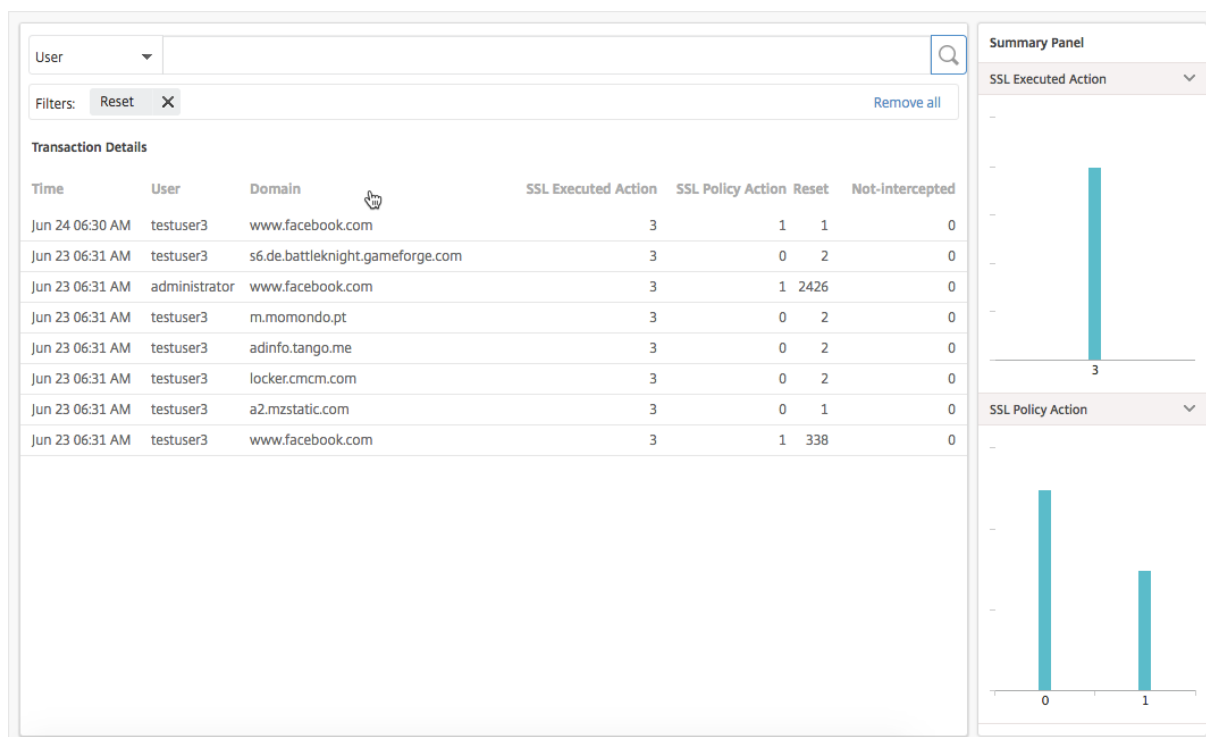 User
Filters: Reset Remove all
Transaction Details
Time User Domain SSL Executed Action SSL Policy Action Reset Not-intercepted
Jun 24 06:30 AM testuser3 www.facebook.com 3 1 1 0
Jun 23 06:31 AM testuser3 s6.de.battleknight.gameforge.com 3 0 2 0
Jun 23 06:31 AM administrator www.facebook.com 3 1 2426 0
Jun 23 06:31 AM testuser3 m.momondo.pt 3 0 2 0
Jun 23 06:31 AM testuser3 adinfo.tango.me 3 0 2 0
Jun 23 06:31 AM testuser3 locker.cmcm.com 3 0 2 0
Jun 23 06:31 AM testuser3 a2.mzstatic.com 3 0 1 0
Jun 23 06:31 AM testuser3 www.facebook.com 3 1 338 0
Summary Panel
SSL Executed Action
3
SSL Policy Action
0 1